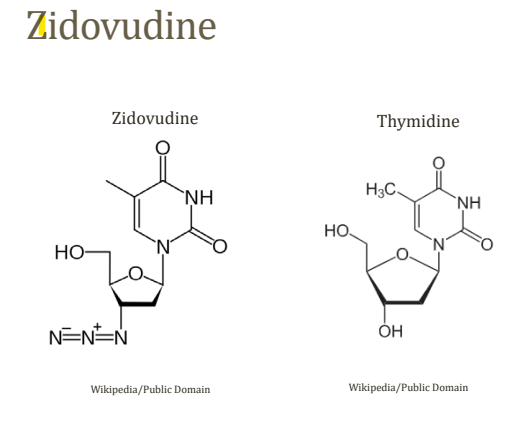 Zidovudine
Zidovudine
Thymidine
O
NH
N
O
HO
O
N≡N=N
− +
O
H₃C
NH
N
O
HO
O
OH
Wikipedia/Public Domain
Wikipedia/Public Domain